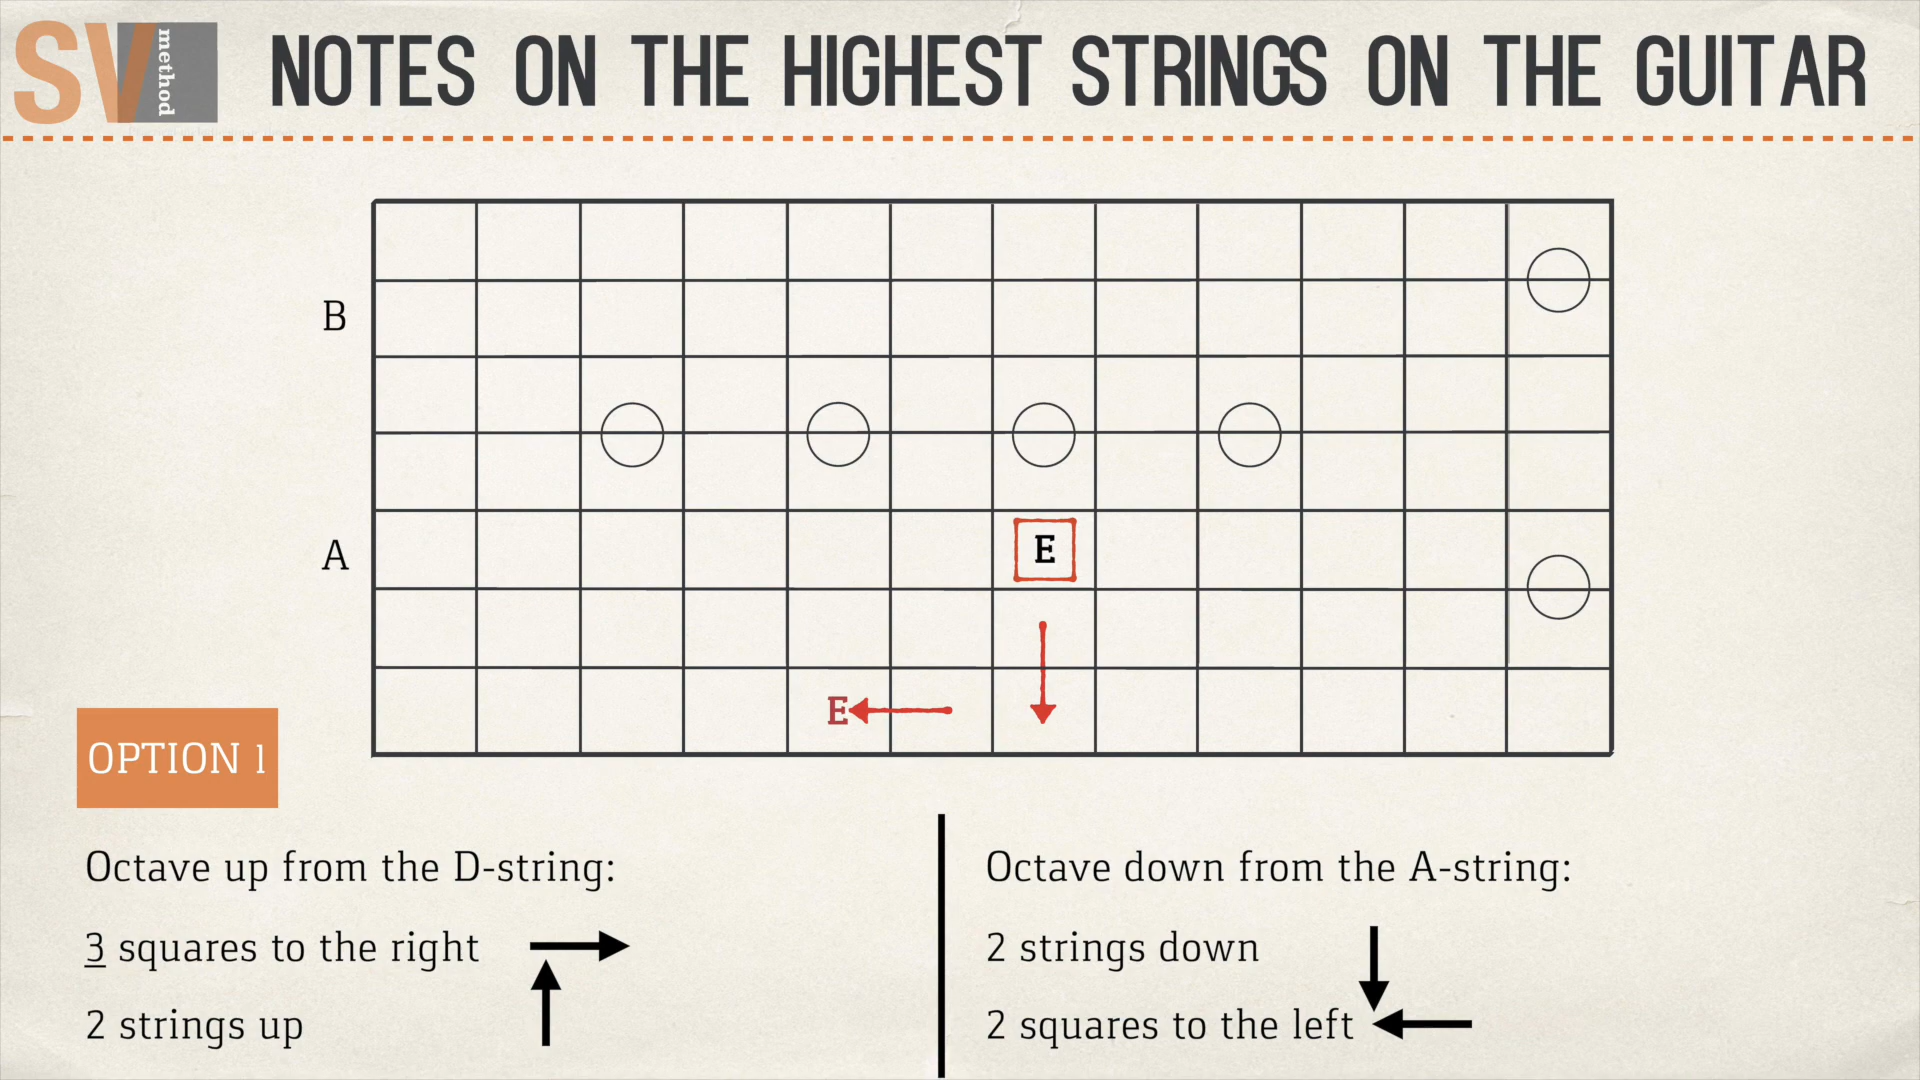 SV method
NOTES ON THE HIGHEST STRINGS ON THE GUITAR
B
A
E
E
OPTION 1
Octave up from the D-string:
3 squares to the right
2 strings up
Octave down from the A-string:
2 strings down
2 squares to the left